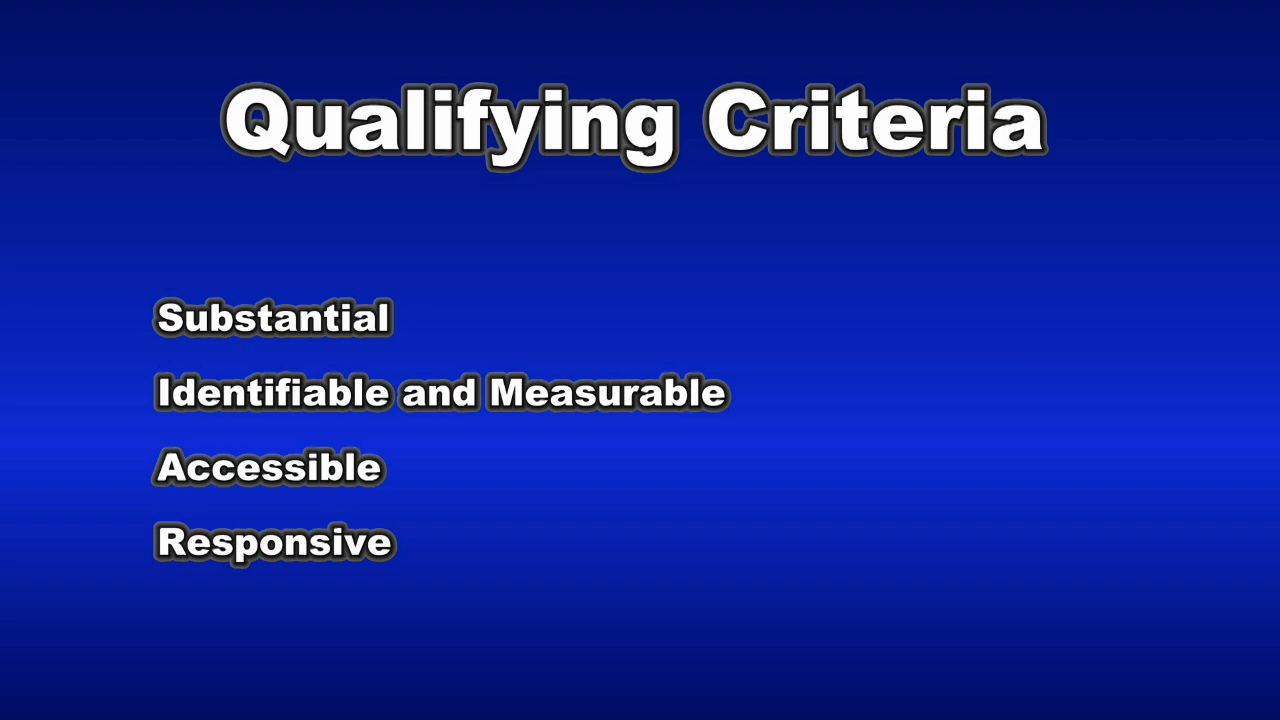 Qualifying Criteria
Substantial
Identifiable and Measurable
Accessible
Responsive